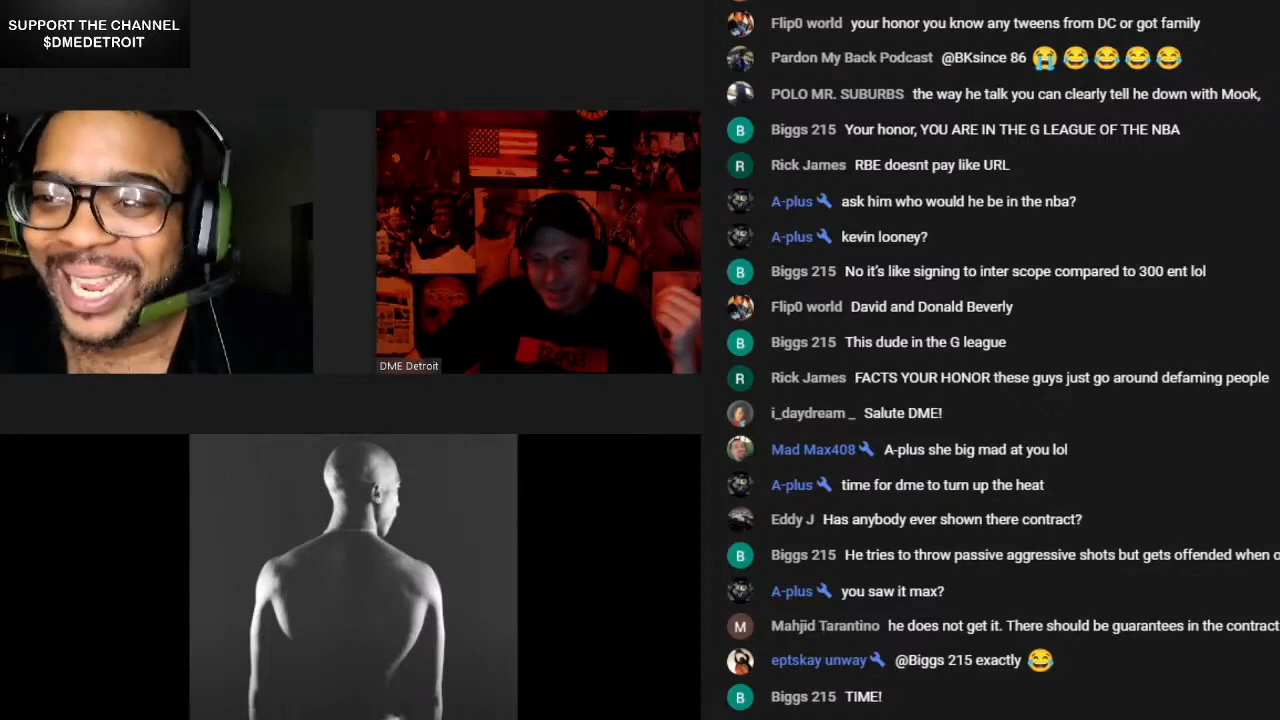 SUPPORT THE CHANNEL
$DMEDETROIT
DME Detroit
Flip0 world your honor you know any tweens from DC or got family
Pardon My Back Podcast @BKsince 86 😭😂😂😂😂
POLO MR. SUBURBS the way he talk you can clearly tell he down with Mook,
B Biggs 215 Your honor, YOU ARE IN THE G LEAGUE OF THE NBA
R Rick James RBE doesnt pay like URL
A-plus ask him who would he be in the nba?
A-plus kevin looney?
B Biggs 215 No it's like signing to inter scope compared to 300 ent lol
Flip0 world David and Donald Beverly
B Biggs 215 This dude in the G league
R Rick James FACTS YOUR HONOR these guys just go around defaming people
i_daydream _ Salute DME!
Mad Max408 A-plus she big mad at you lol
A-plus time for dme to turn up the heat
Eddy J Has anybody ever shown there contract?
B Biggs 215 He tries to throw passive aggressive shots but gets offended when o
A-plus you saw it max?
M Mahjid Tarantino he does not get it. There should be guarantees in the contract
eptskay unway @Biggs 215 exactly 😂
B Biggs 215 TIME!